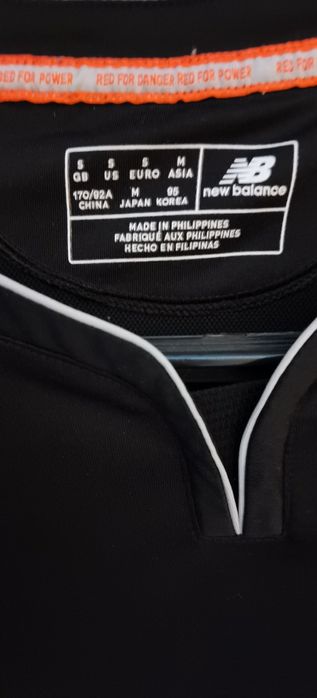 RED FOR POWER RED FOR DANGER RED FOR POWER RED FOR
S S S M
GB US EURO ASIA
170/92A M 95
CHINA JAPAN KOREA
NB
new balance
MADE IN PHILIPPINES
FABRIQUÉ AUX PHILIPPINES
HECHO EN FILIPINAS